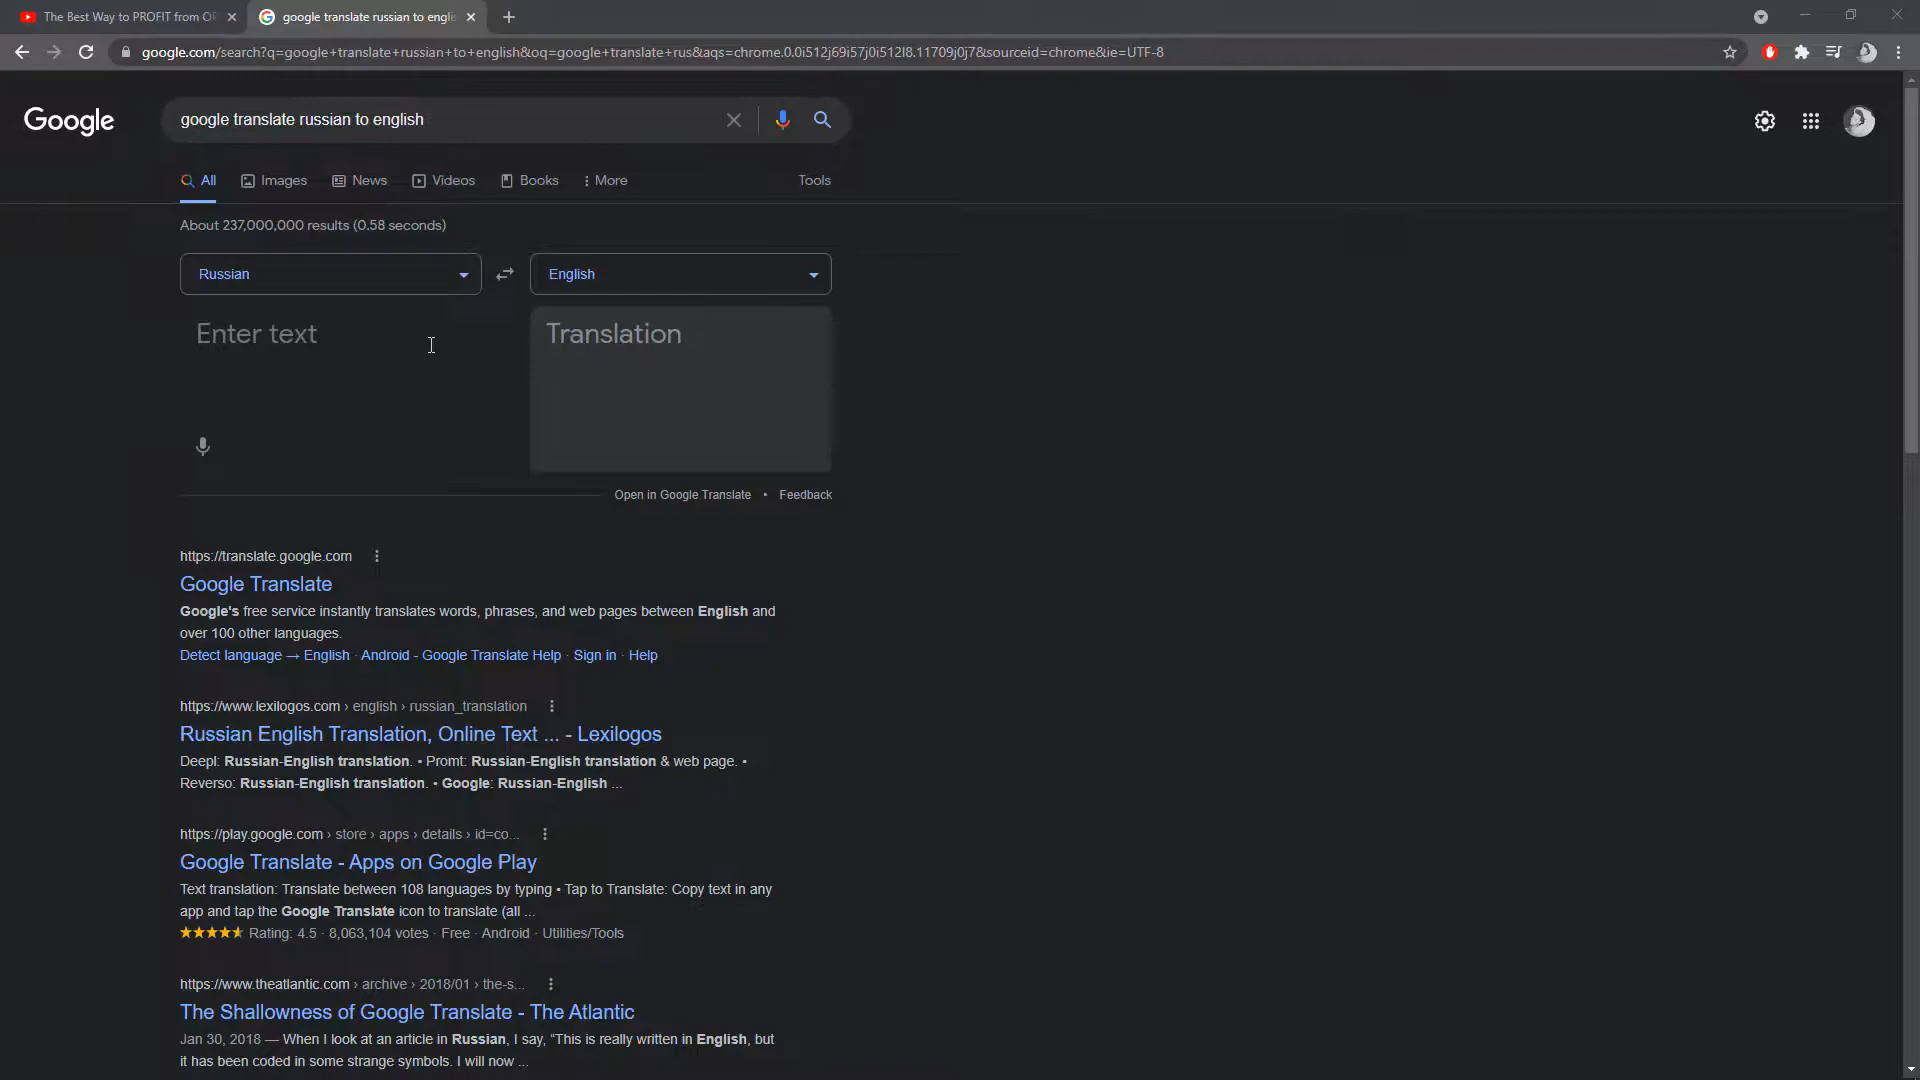 The Best Way to PROFIT from O
google translate russian to engli
google.com/search?q=google+translate+russian+to+english&oq=google+translate+rus&aqs=chrome.0.0i512j69i57j0i512l8.11709j0j7&sourceid=chrome&ie=UTF-8
Google
google translate russian to english
All
Images
News
Videos
Books
More
Tools
About 237,000,000 results (0.58 seconds)
Russian
English
Enter text
Translation
Open in Google Translate • Feedback
https://translate.google.com
Google Translate
Google's free service instantly translates words, phrases, and web pages between English and
over 100 other languages.
Detect language → English · Android - Google Translate Help · Sign in · Help
https://www.lexilogos.com › english › russian_translation
Russian English Translation, Online Text ... - Lexilogos
Deepl: Russian-English translation. • Promt: Russian-English translation & web page. •
Reverso: Russian-English translation. • Google: Russian-English ...
https://play.google.com › store › apps › details › id=co...
Google Translate - Apps on Google Play
Text translation: Translate between 108 languages by typing • Tap to Translate: Copy text in any
app and tap the Google Translate icon to translate (all ...
Rating: 4.5 · 8,063,104 votes · Free · Android · Utilities/Tools
https://www.theatlantic.com › archive › 2018/01 › the-s...
The Shallowness of Google Translate - The Atlantic
Jan 30, 2018 — When I look at an article in Russian, I say, “This is really written in English, but
it has been coded in some strange symbols. I will now ...